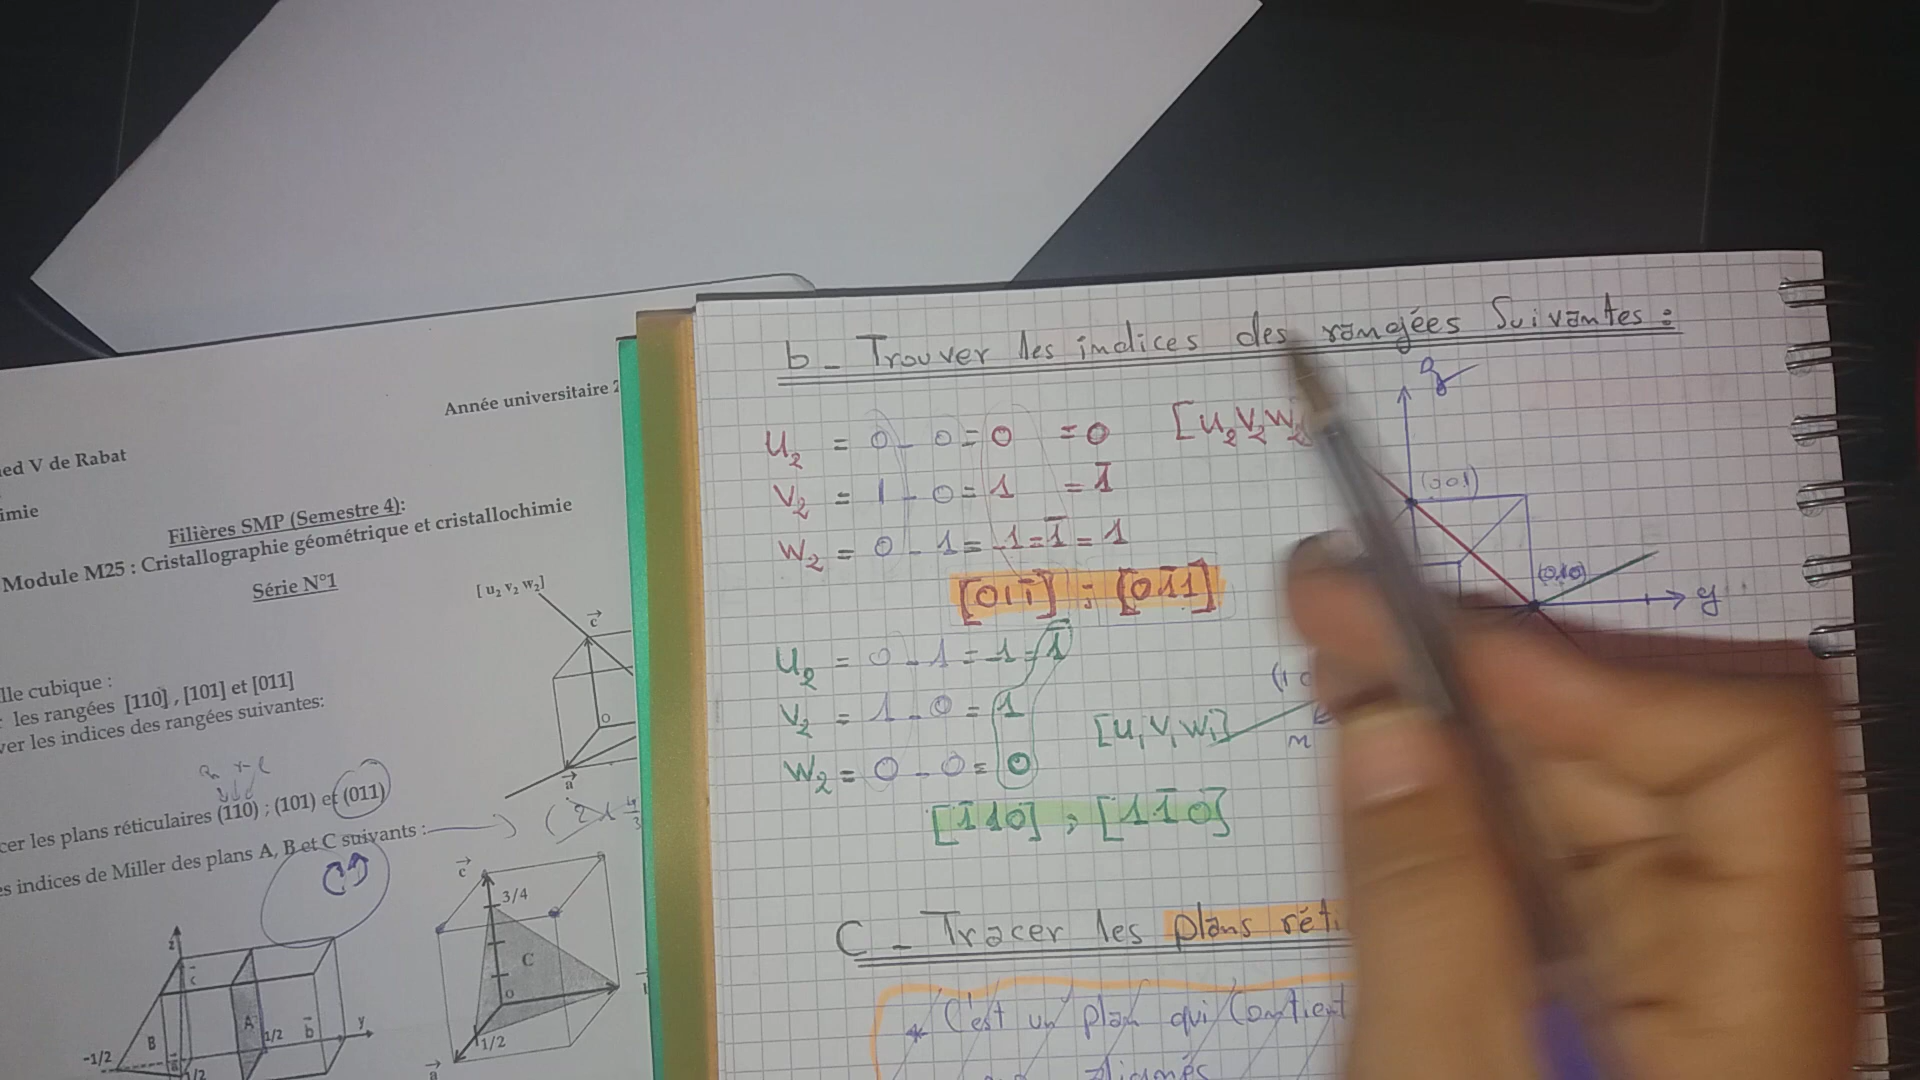 Année universitaire
ed V de Rabat
imie
Filières SMP (Semestre 4):
Module M25 : Cristallographie géométrique et cristallochimie
Série N°1
[ u₂ v₂ w₂]
c
lle cubique :
les rangées [110] , [101] et [011]
ver les indices des rangées suivantes:
o
a
cer les plans réticulaires (110) ; (101) et (011)
es indices de Miller des plans A, B et C suivants :
c
3/4
C
o
1/2
a
z
c
B
A
1/2
b
y
-1/2
1/2
b - Trouver les indices des rangées Suivantes :
U₂ = 0 - 0 = 0 = 0 [U₂V₂W₂
V₂ = 1 - 0 = 1 = 1̄
W₂ = 0 - 1 = -1 = 1̄ = 1
[011̄] ; [01̄1]
(001)
(010)
y
U₂ = 0 - 1 = -1 = 1̄
V₂ = 1 - 0 = 1
[U₁V₁W₁]
W₂ = 0 - 0 = 0
[1̄10] ; [11̄0]
C - Tracer les plans réti
* C'est un plan qui Contient